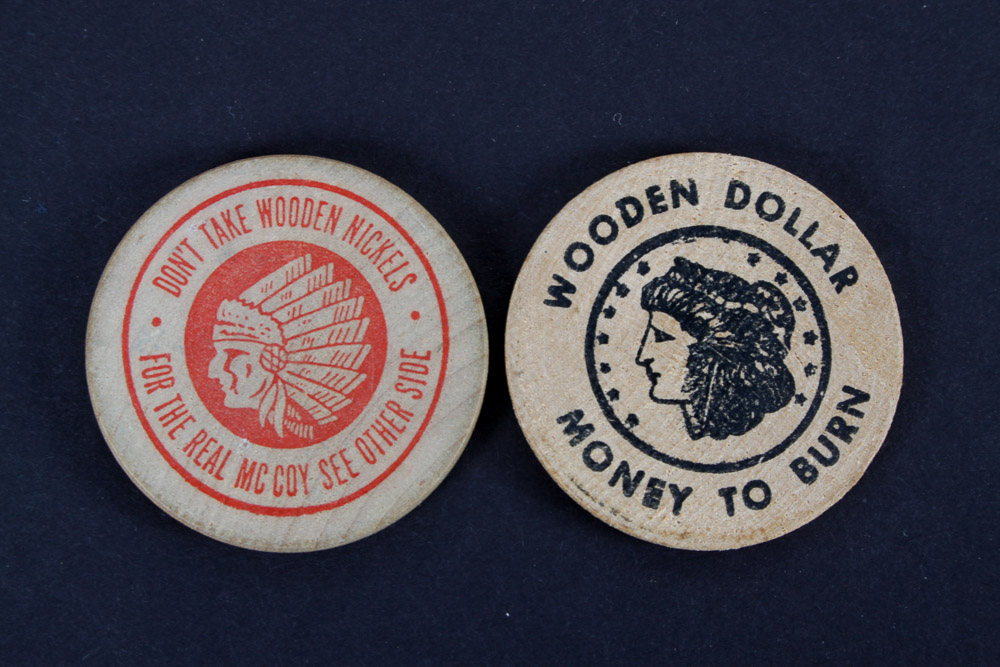 DON'T TAKE WOODEN NICKELS
FOR THE REAL MC COY SEE OTHER SIDE
WOODEN DOLLAR
MONEY TO BURN